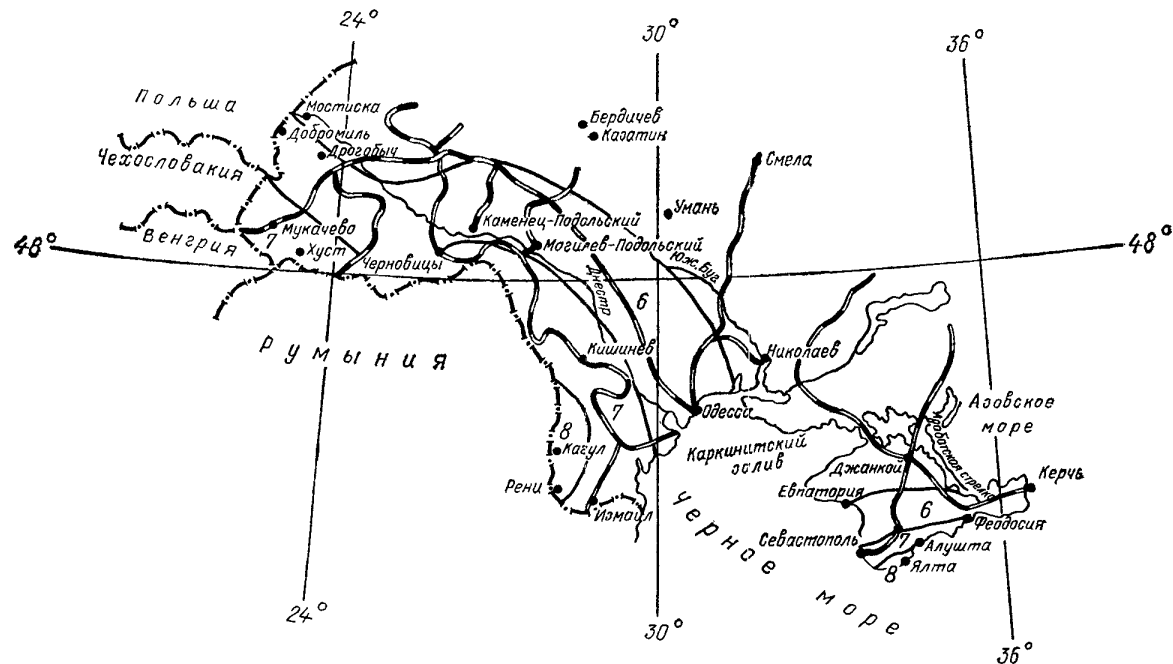 24°
30°
36°
Польша
Мостиска
Добромиль
Дрогобыч
Бердичев
Казатин
Чехословакия
Смела
Умань
7
Мукачево
Каменец-Подольский
48°
Венгрия
Хуст
Черновицы
Могилев-Подольский
48°
Юж. Буг
Днестр
6
Румыния
Кишинев
Николаев
7
Одесса
Азовское
море
8
Кагул
Каркинитский
залив
Джанкой
Арабатская стрелка
Керчь
Рени
Измаил
Евпатория
6
Феодосия
Черное море
Севастополь
7
Алушта
8
Ялта
24°
30°
36°